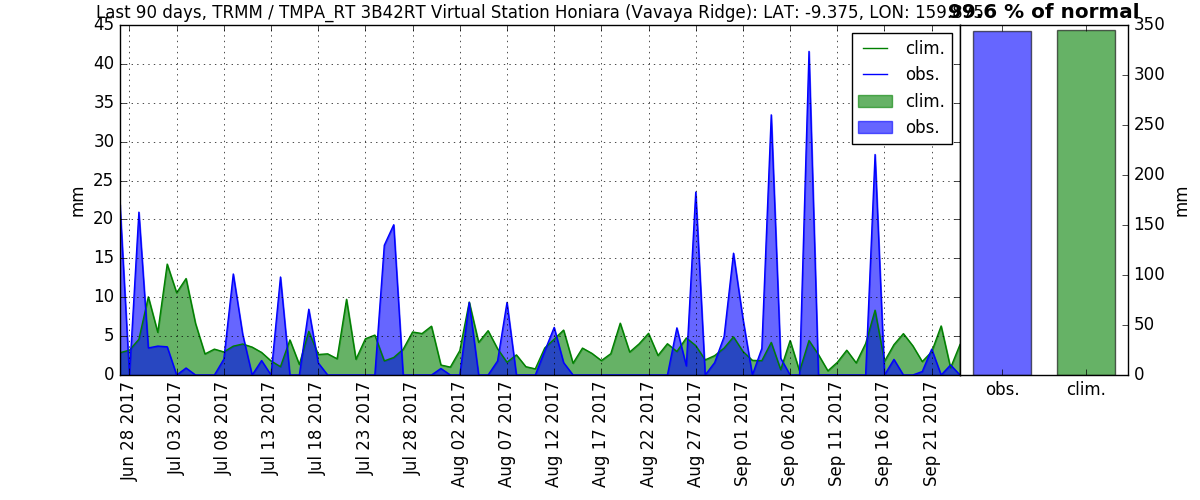 Last 90 days, TRMM / TMPA_RT 3B42RT Virtual Station Honiara (Vavaya Ridge): LAT: -9.375, LON:
99.6 % of normal
45
40
35
30
25
20
15
10
5
0
mm
clim.
obs.
clim.
obs.
350
300
250
200
150
100
50
0
mm
obs.
clim.
Jun 28 2017
Jul 03 2017
Jul 08 2017
Jul 13 2017
Jul 18 2017
Jul 23 2017
Jul 28 2017
Aug 02 2017
Aug 07 2017
Aug 12 2017
Aug 17 2017
Aug 22 2017
Aug 27 2017
Sep 01 2017
Sep 06 2017
Sep 11 2017
Sep 16 2017
Sep 21 2017